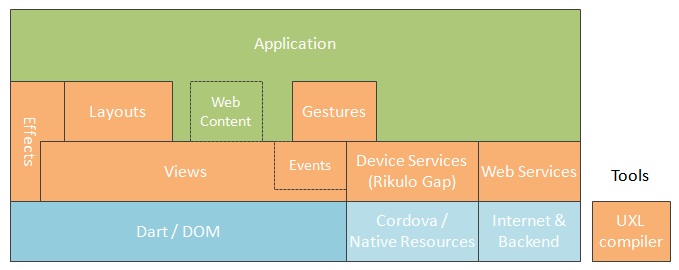 Application
Effects
Layouts
Web
Content
Gestures
Views
Events
Device Services
(Rikulo Gap)
Web Services
Tools
Dart / DOM
Cordova /
Native Resources
Internet &
Backend
UXL
compiler